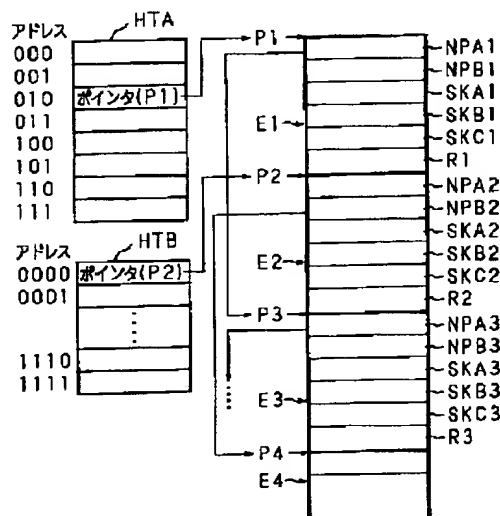 HTA
アドレス
000
001
010 ポインタ(P1)
011
100
101
110
111
HTB
アドレス
0000 ポインタ(P2)
0001
1110
1111
P1
E1
P2
E2
P3
E3
P4
E4
NPA1
NPB1
SKA1
SKB1
SKC1
R1
NPA2
NPB2
SKA2
SKB2
SKC2
R2
NPA3
NPB3
SKA3
SKB3
SKC3
R3